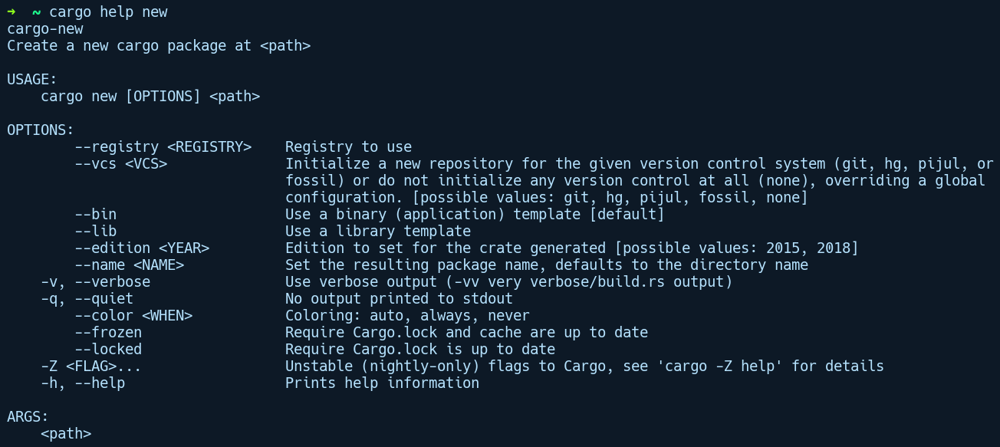 ➜  ~ cargo help new
cargo-new
Create a new cargo package at <path>

USAGE:
    cargo new [OPTIONS] <path>

OPTIONS:
        --registry <REGISTRY>    Registry to use
        --vcs <VCS>              Initialize a new repository for the given version control system (git, hg, pijul, or
                                 fossil) or do not initialize any version control at all (none), overriding a global
                                 configuration. [possible values: git, hg, pijul, fossil, none]
        --bin                    Use a binary (application) template [default]
        --lib                    Use a library template
        --edition <YEAR>         Edition to set for the crate generated [possible values: 2015, 2018]
        --name <NAME>            Set the resulting package name, defaults to the directory name
    -v, --verbose                Use verbose output (-vv very verbose/build.rs output)
    -q, --quiet                  No output printed to stdout
        --color <WHEN>           Coloring: auto, always, never
        --frozen                 Require Cargo.lock and cache are up to date
        --locked                 Require Cargo.lock is up to date
    -Z <FLAG>...                 Unstable (nightly-only) flags to Cargo, see 'cargo -Z help' for details
    -h, --help                   Prints help information

ARGS:
    <path>